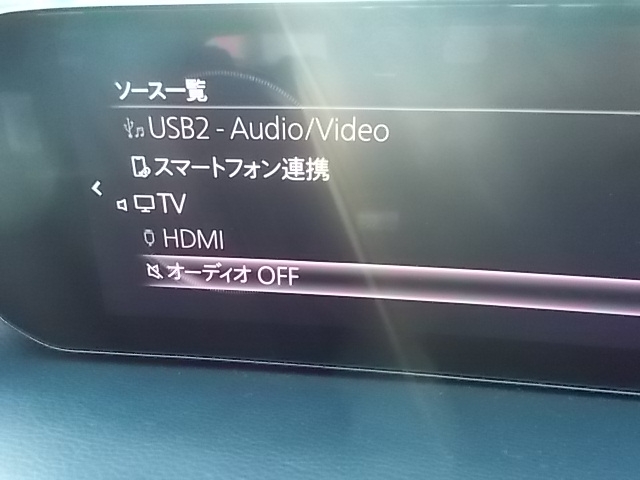 ソース一覧
USB2 - Audio/Video
スマートフォン連携
TV
HDMI
オーディオ OFF